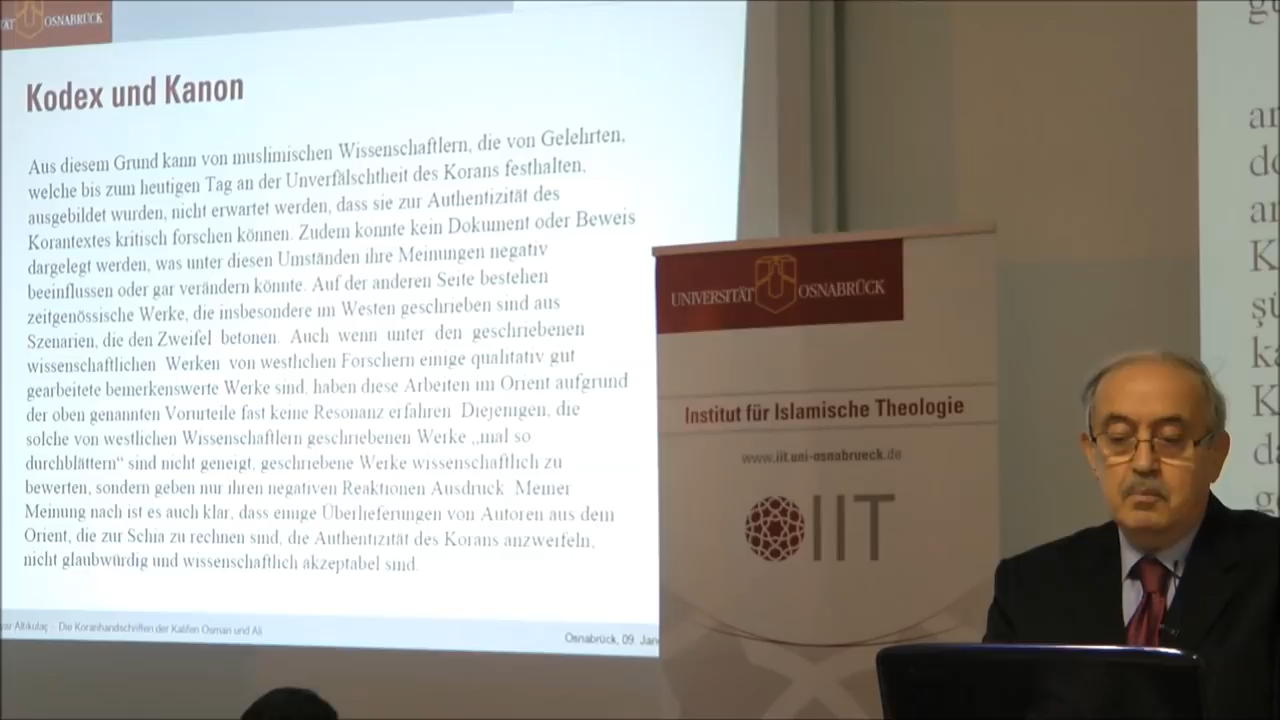 ÄT OSNABRÜCK
Kodex und Kanon
Aus diesem Grund kann von muslimischen Wissenschaftlern, die von Gelehrten,
welche bis zum heutigen Tag an der Unverfälschtheit des Korans festhalten,
ausgebildet wurden, nicht erwartet werden, dass sie zur Authentizität des
Korantextes kritisch forschen können. Zudem konnte kein Dokument oder Beweis
dargelegt werden, was unter diesen Umständen ihre Meinungen negativ
beeinflussen oder gar verändern könnte. Auf der anderen Seite bestehen
zeitgenössische Werke, die insbesondere im Westen geschrieben sind aus
Szenarien, die den Zweifel betonen. Auch wenn unter den geschriebenen
wissenschaftlichen Werken von westlichen Forschern einige qualitativ gut
gearbeitete bemerkenswerte Werke sind, haben diese Arbeiten im Orient aufgrund
der oben genannten Vorurteile fast keine Resonanz erfahren. Diejenigen, die
solche von westlichen Wissenschaftlern geschriebenen Werke „mal so
durchblättern“ sind nicht geneigt, geschriebene Werke wissenschaftlich zu
bewerten, sondern geben nur ihren negativen Reaktionen Ausdruck. Meiner
Meinung nach ist es auch klar, dass einige Überlieferungen von Autoren aus dem
Orient, die zur Schia zu rechnen sind, die Authentizität des Korans anzweifeln,
nicht glaubwürdig und wissenschaftlich akzeptabel sind.
Altıkulaç - Die Koranhandschriften der Kalifen Osman und Ali
Osnabrück, 09. Jan
UNIVERSITÄT OSNABRÜCK
Institut für Islamische Theologie
www.iit.uni-osnabrueck.de
IIT
an
K
şü
ka
K
da